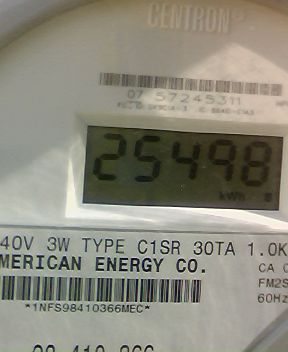 CENTRON®
07 57245311
25498
kWh
40V 3W TYPE C1SR 30TA 1.0K
MERICAN ENERGY CO.
CA 0
FM2S
*1NFS98410366MEC*
60Hz